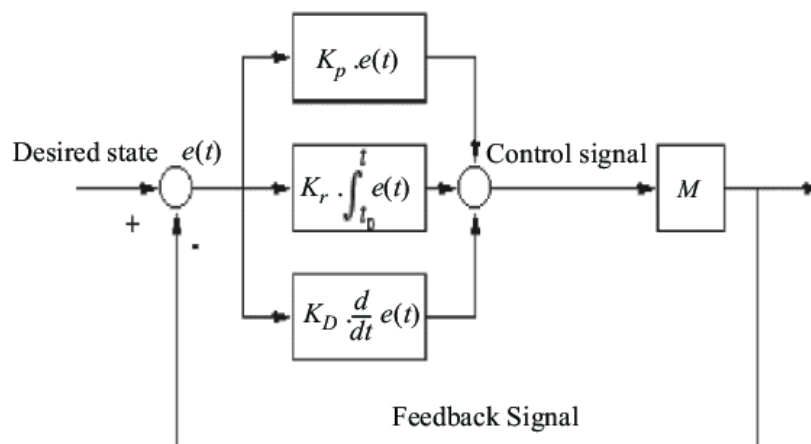 K_p .e(t)
Desired state e(t)
+
-
K_r . ∫_{t_0}^{t} e(t)
Control signal
M
K_D . d/dt e(t)
Feedback Signal